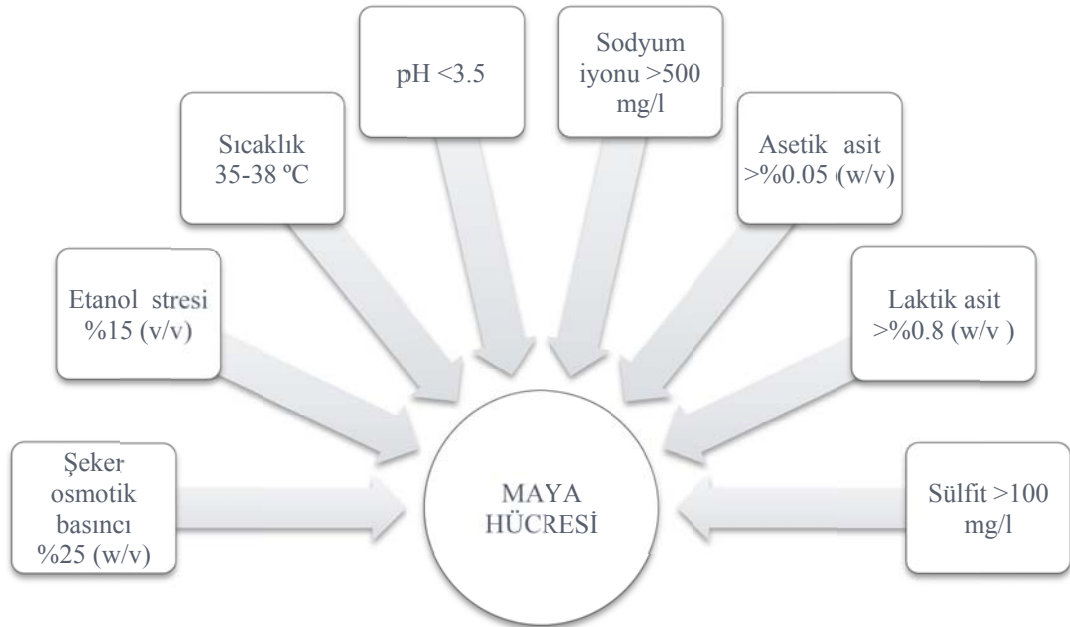 Sodyum
iyonu >500
mg/l
pH <3.5
Sıcaklık
35-38 ºC
Asetik asit
>%0.05 (w/v)
Etanol stresi
%15 (v/v)
Laktik asit
>%0.8 (w/v )
Şeker
osmotik
basıncı
%25 (w/v)
MAYA
HÜCRESİ
Sülfit >100
mg/l